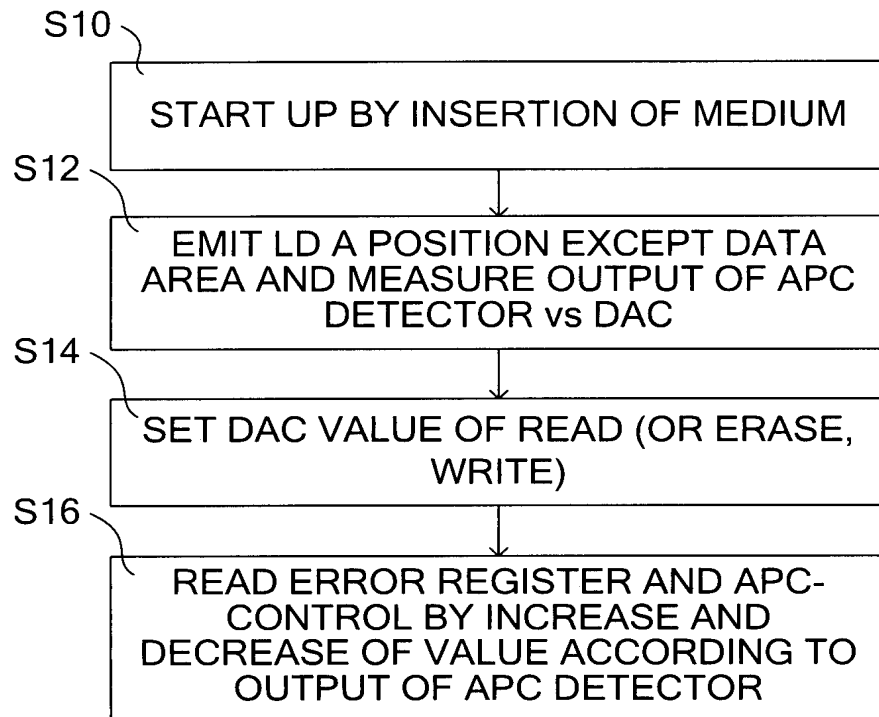 S10
START UP BY INSERTION OF MEDIUM
S12
EMIT LD A POSITION EXCEPT DATA
AREA AND MEASURE OUTPUT OF APC
DETECTOR vs DAC
S14
SET DAC VALUE OF READ (OR ERASE,
WRITE)
S16
READ ERROR REGISTER AND APC-
CONTROL BY INCREASE AND
DECREASE OF VALUE ACCORDING TO
OUTPUT OF APC DETECTOR